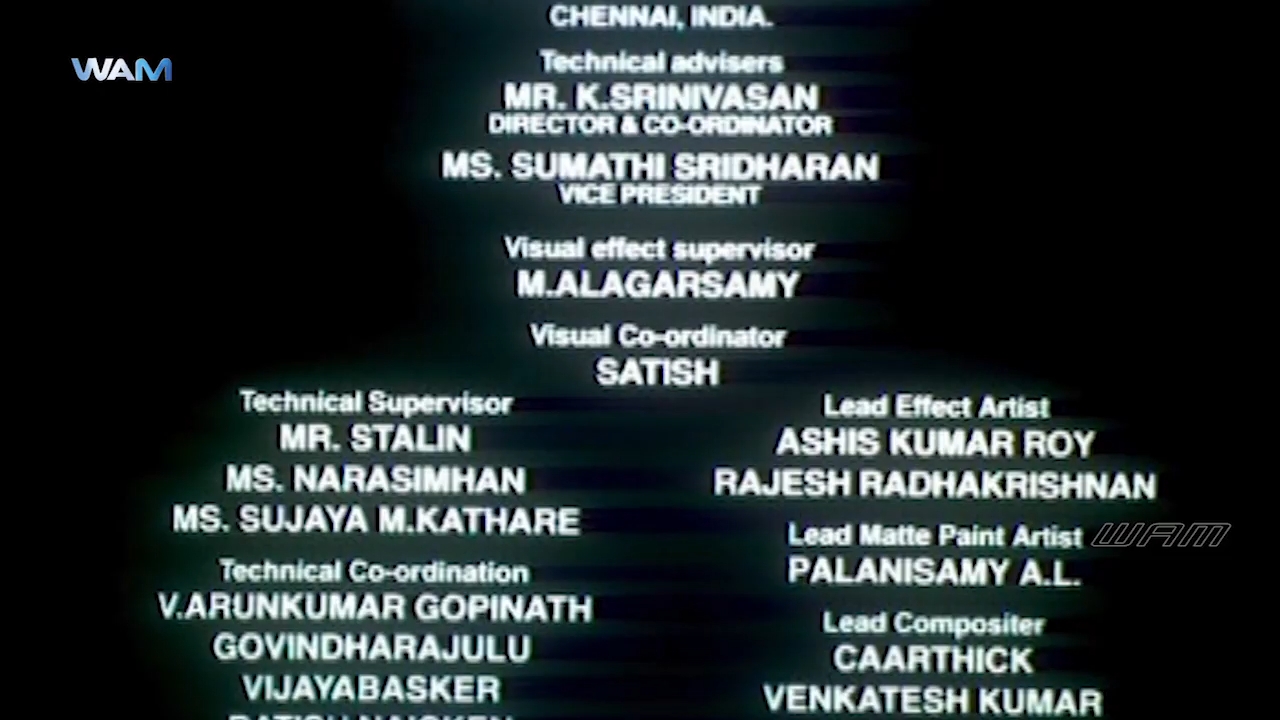 CHENNAI, INDIA.
WAM
Technical advisers
MR. K.SRINIVASAN
DIRECTOR & CO-ORDINATOR
MS. SUMATHI SRIDHARAN
VICE PRESIDENT
Visual effect supervisor
M.ALAGARSAMY
Visual Co-ordinator
SATISH
Technical Supervisor
MR. STALIN
MS. NARASIMHAN
MS. SUJAYA M.KATHARE
Technical Co-ordination
V.ARUNKUMAR GOPINATH
GOVINDHARAJULU
VIJAYABASKER
Lead Effect Artist
ASHIS KUMAR ROY
RAJESH RADHAKRISHNAN
Lead Matte Paint Artist
WAM
PALANISAMY A.L.
Lead Compositer
CAARTHICK
VENKATESH KUMAR